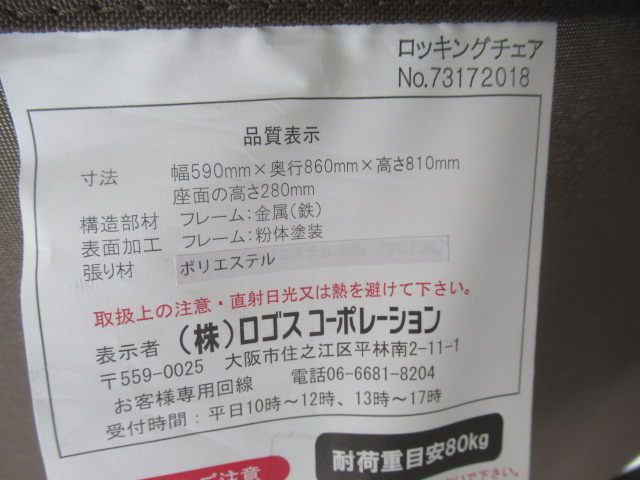 ロッキングチェア
No.73172018
品質表示
寸法 幅590mm×奥行860mm×高さ810mm
座面の高さ280mm
構造部材 フレーム:金属(鉄)
表面加工 フレーム:粉体塗装
張り材 ポリエステル
取扱上の注意・直射日光又は熱を避けて下さい。
表示者 (株)ロゴス コーポレーション
〒559-0025 大阪市住之江区平林南2-11-1
お客様専用回線 電話06-6681-8204
受付時間:平日10時~12時、13時~17時
ご注意
耐荷重目安80kg